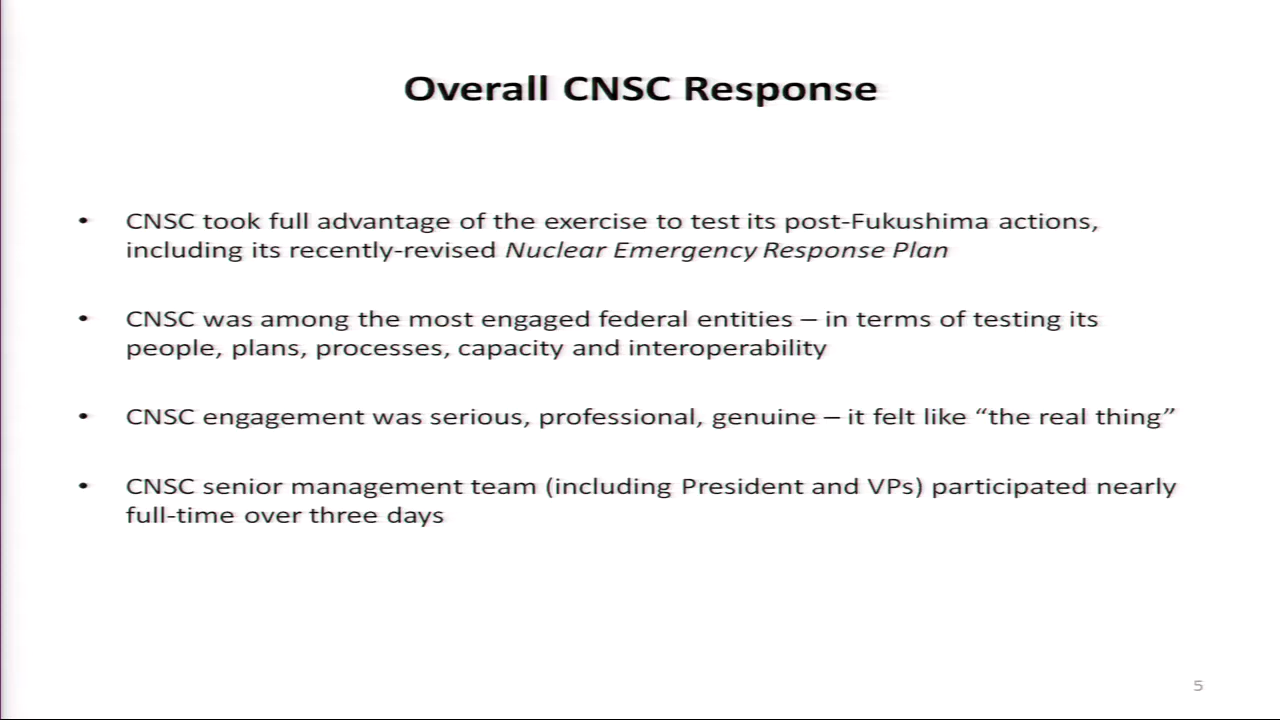 Overall CNSC Response
• CNSC took full advantage of the exercise to test its post-Fukushima actions,
including its recently-revised Nuclear Emergency Response Plan
• CNSC was among the most engaged federal entities – in terms of testing its
people, plans, processes, capacity and interoperability
• CNSC engagement was serious, professional, genuine – it felt like “the real thing”
• CNSC senior management team (including President and VPs) participated nearly
full-time over three days
5